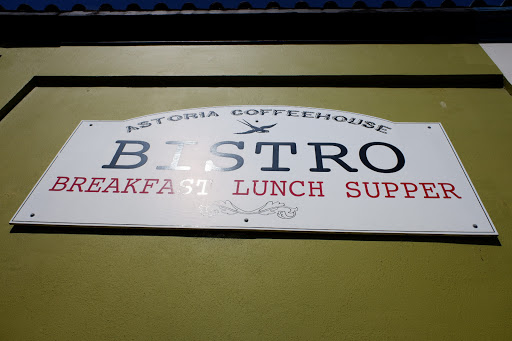 ASTORIA COFFEEHOUSE
BISTRO
BREAKFAST LUNCH SUPPER